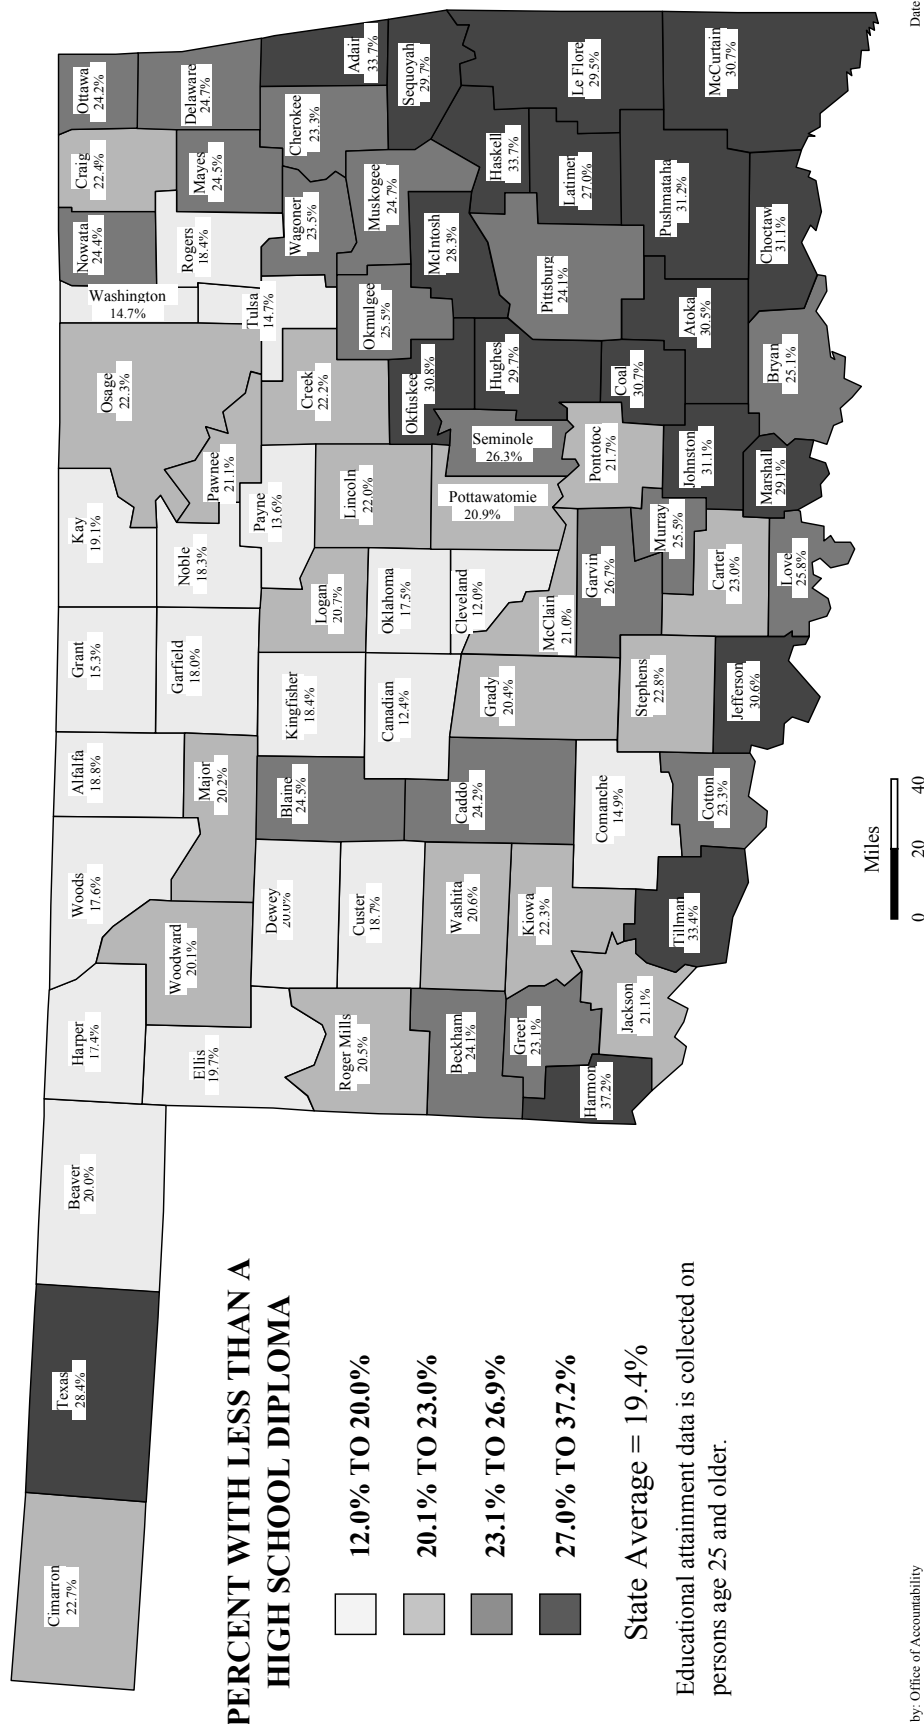 Cimarron
22.7%
Texas
28.4%
Beaver
20.0%
Harper
17.4%
Woods
17.6%
Alfalfa
18.8%
Grant
15.3%
Kay
19.1%
Osage
22.3%
Washington
14.7%
Nowata
24.4%
Craig
22.4%
Ottawa
24.2%
Ellis
19.7%
Woodward
20.1%
Major
20.2%
Garfield
18.0%
Noble
18.3%
Pawnee
21.1%
Rogers
18.4%
Mayes
24.5%
Delaware
24.7%
Dewey
20.0%
Blaine
24.5%
Kingfisher
18.4%
Logan
20.7%
Payne
13.6%
Creek
22.2%
Tulsa
14.7%
Wagoner
23.5%
Cherokee
23.3%
Adair
33.7%
Roger Mills
20.5%
Custer
18.7%
Canadian
12.4%
Oklahoma
17.5%
Lincoln
22.0%
Okfuskee
30.8%
Okmulgee
25.5%
Muskogee
24.7%
Sequoyah
29.7%
Beckham
24.1%
Washita
20.6%
Caddo
24.2%
Grady
20.4%
Cleveland
12.0%
Pottawatomie
20.9%
Seminole
26.3%
Hughes
29.7%
McIntosh
28.3%
Haskell
33.7%
Greer
23.1%
Kiowa
22.3%
McClain
21.0%
Garvin
26.7%
Pontotoc
21.7%
Coal
30.7%
Pittsburg
24.1%
Latimer
27.0%
Le Flore
29.5%
Harmon
37.2%
Jackson
21.1%
Tillman
33.4%
Comanche
14.9%
Stephens
22.8%
Murray
25.5%
Johnston
31.1%
Atoka
30.5%
Pushmataha
31.2%
McCurtain
30.7%
Cotton
23.3%
Jefferson
30.6%
Carter
23.0%
Love
25.8%
Marshall
29.1%
Bryan
25.1%
Choctaw
31.1%
PERCENT WITH LESS THAN A
HIGH SCHOOL DIPLOMA
12.0% TO 20.0%
20.1% TO 23.0%
23.1% TO 26.9%
27.0% TO 37.2%
State Average = 19.4%
Educational attainment data is collected on
persons age 25 and older.
Miles
0 20 40
by: Office of Accountability
Date